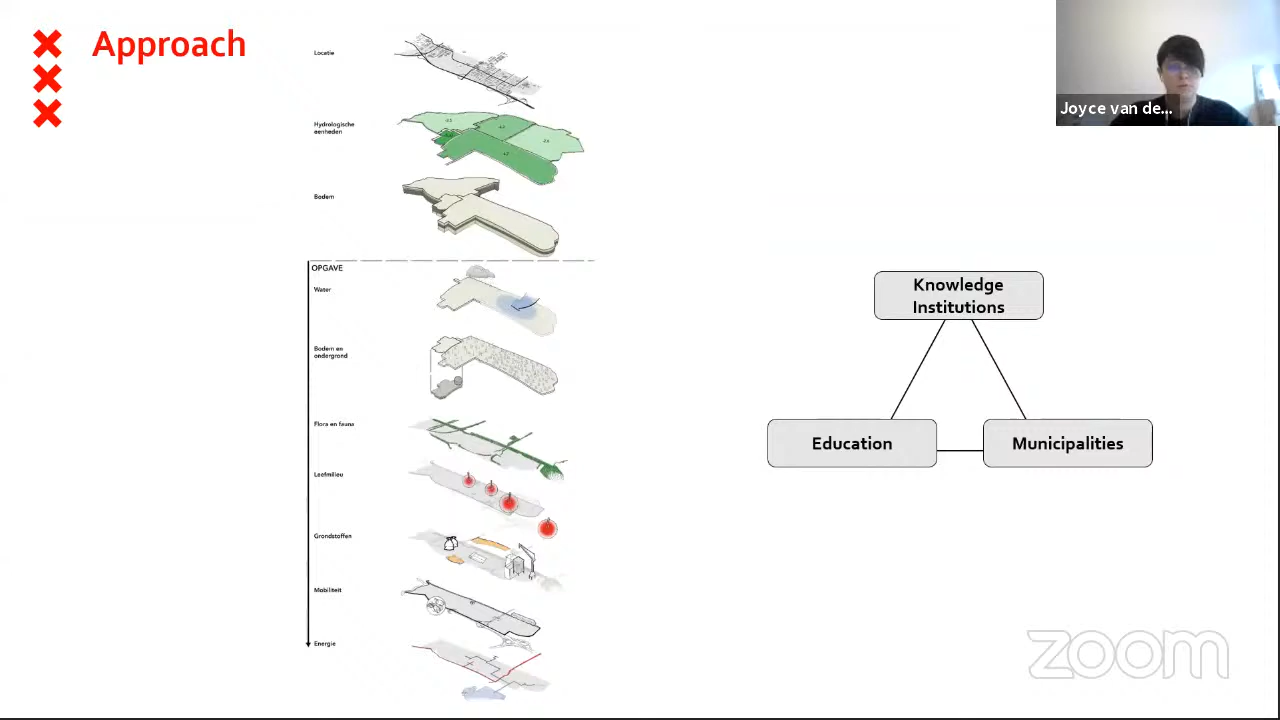 Approach
Joyce van de...
Locatie
Hydrologische
eenheden
Bodem
OPGAVE
Water
Bodem en
ondergrond
Flora en fauna
Leefmilieu
Grondstoffen
Mobiliteit
Energie
Knowledge
Institutions
Education
Municipalities
zoom